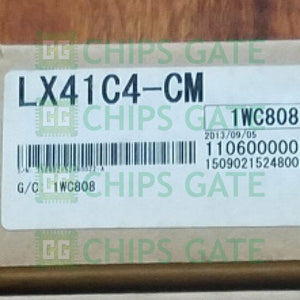 CHIPS GATE
LX41C4-CM
1WC808
2013/09/05
110600000
1509021524800
G/C 1WC808
CHIPS GATE
CHIPS GATE